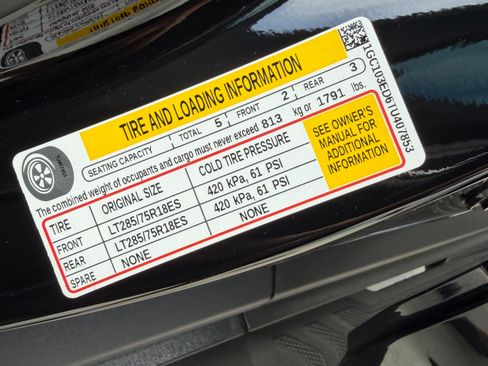 TIRE AND LOADING INFORMATION
SEATING CAPACITY TOTAL 5 FRONT 2 REAR 3
The combined weight of occupants and cargo must never exceed 813 kg or 1791 lbs.
TIRE ORIGINAL SIZE COLD TIRE PRESSURE
FRONT LT285/75R18ES 420 kPa, 61 PSI
REAR LT285/75R18ES 420 kPa, 61 PSI
SPARE NONE NONE
SEE OWNER'S
MANUAL FOR
ADDITIONAL
INFORMATION
1GC103ED6TU407853